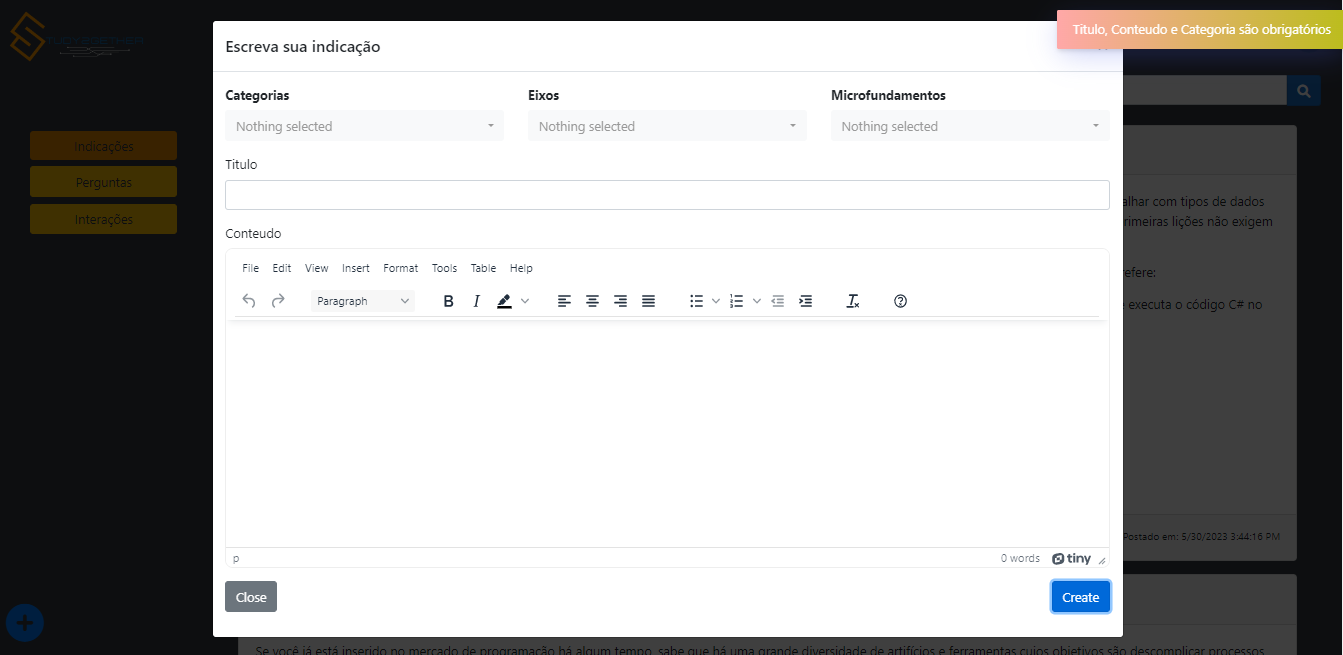 Titulo, Conteudo e Categoria são obrigatórios
Escreva sua indicação
Categorias Eixos Microfundamentos
Nothing selected Nothing selected Nothing selected
Indicações
Perguntas
Interações
Titulo
Conteudo
File Edit View Insert Format Tools Table Help
Paragraph
p
0 words
tiny
Close
Create
alhar com tipos de dados
rimeiras lições não exigem
refere:
e executa o código C# no
Postado em: 5/30/2023 3:44:16 PM
Se você já está inserido no mercado de programação há algum tempo, sabe que há uma grande diversidade de artifícios e ferramentas cujos objetivos são descomplicar processos